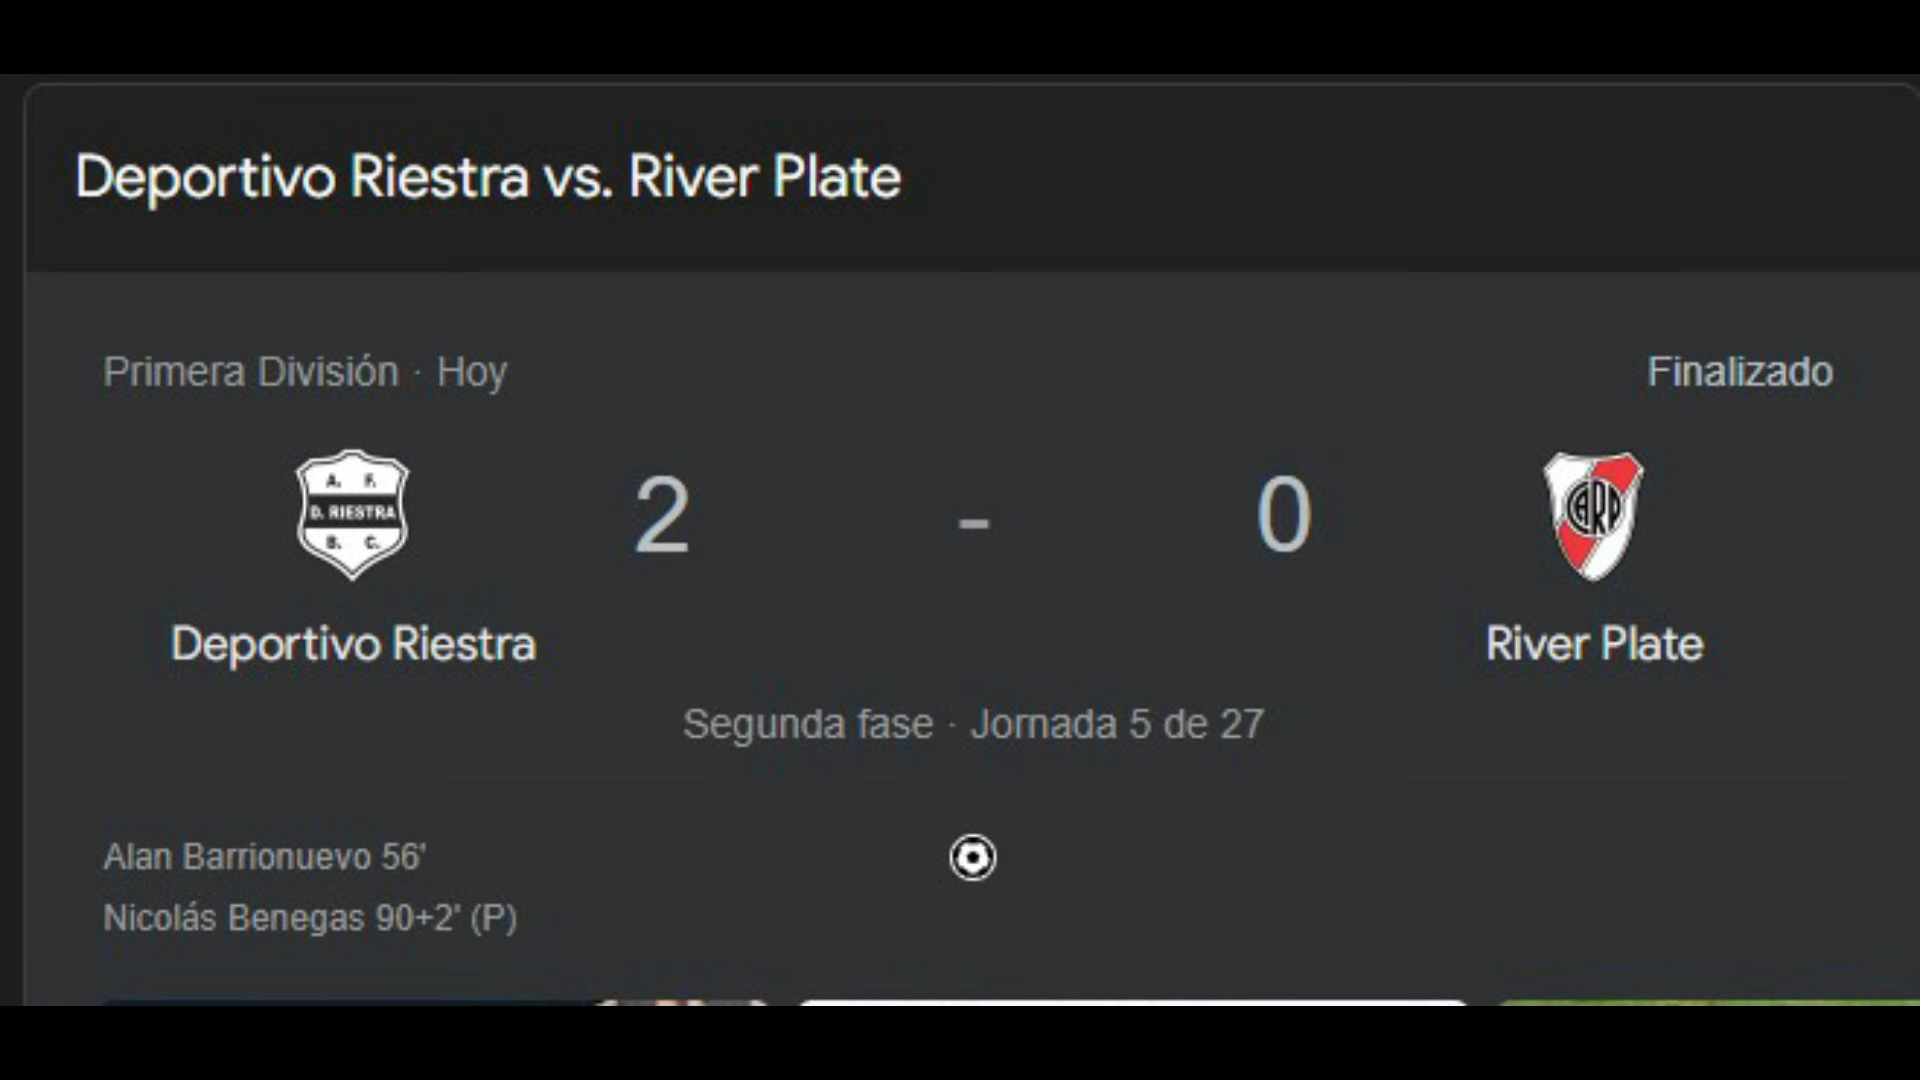 Deportivo Riestra vs. River Plate
Primera División · Hoy
Finalizado
A. F.
D. RIESTRA
B. C.
2 - 0
CARP
Deportivo Riestra
River Plate
Segunda fase · Jornada 5 de 27
Alan Barrionuevo 56'
Nicolás Benegas 90+2' (P)